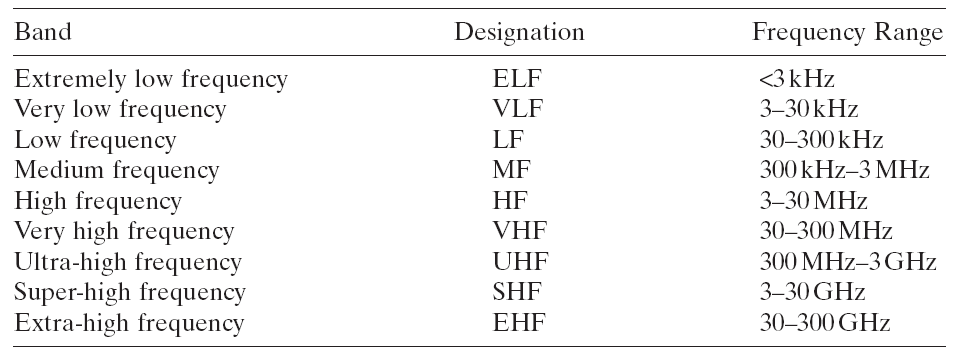 Band Designation Frequency Range
Extremely low frequency ELF <3 kHz
Very low frequency VLF 3–30 kHz
Low frequency LF 30–300 kHz
Medium frequency MF 300 kHz–3 MHz
High frequency HF 3–30 MHz
Very high frequency VHF 30–300 MHz
Ultra-high frequency UHF 300 MHz–3 GHz
Super-high frequency SHF 3–30 GHz
Extra-high frequency EHF 30–300 GHz